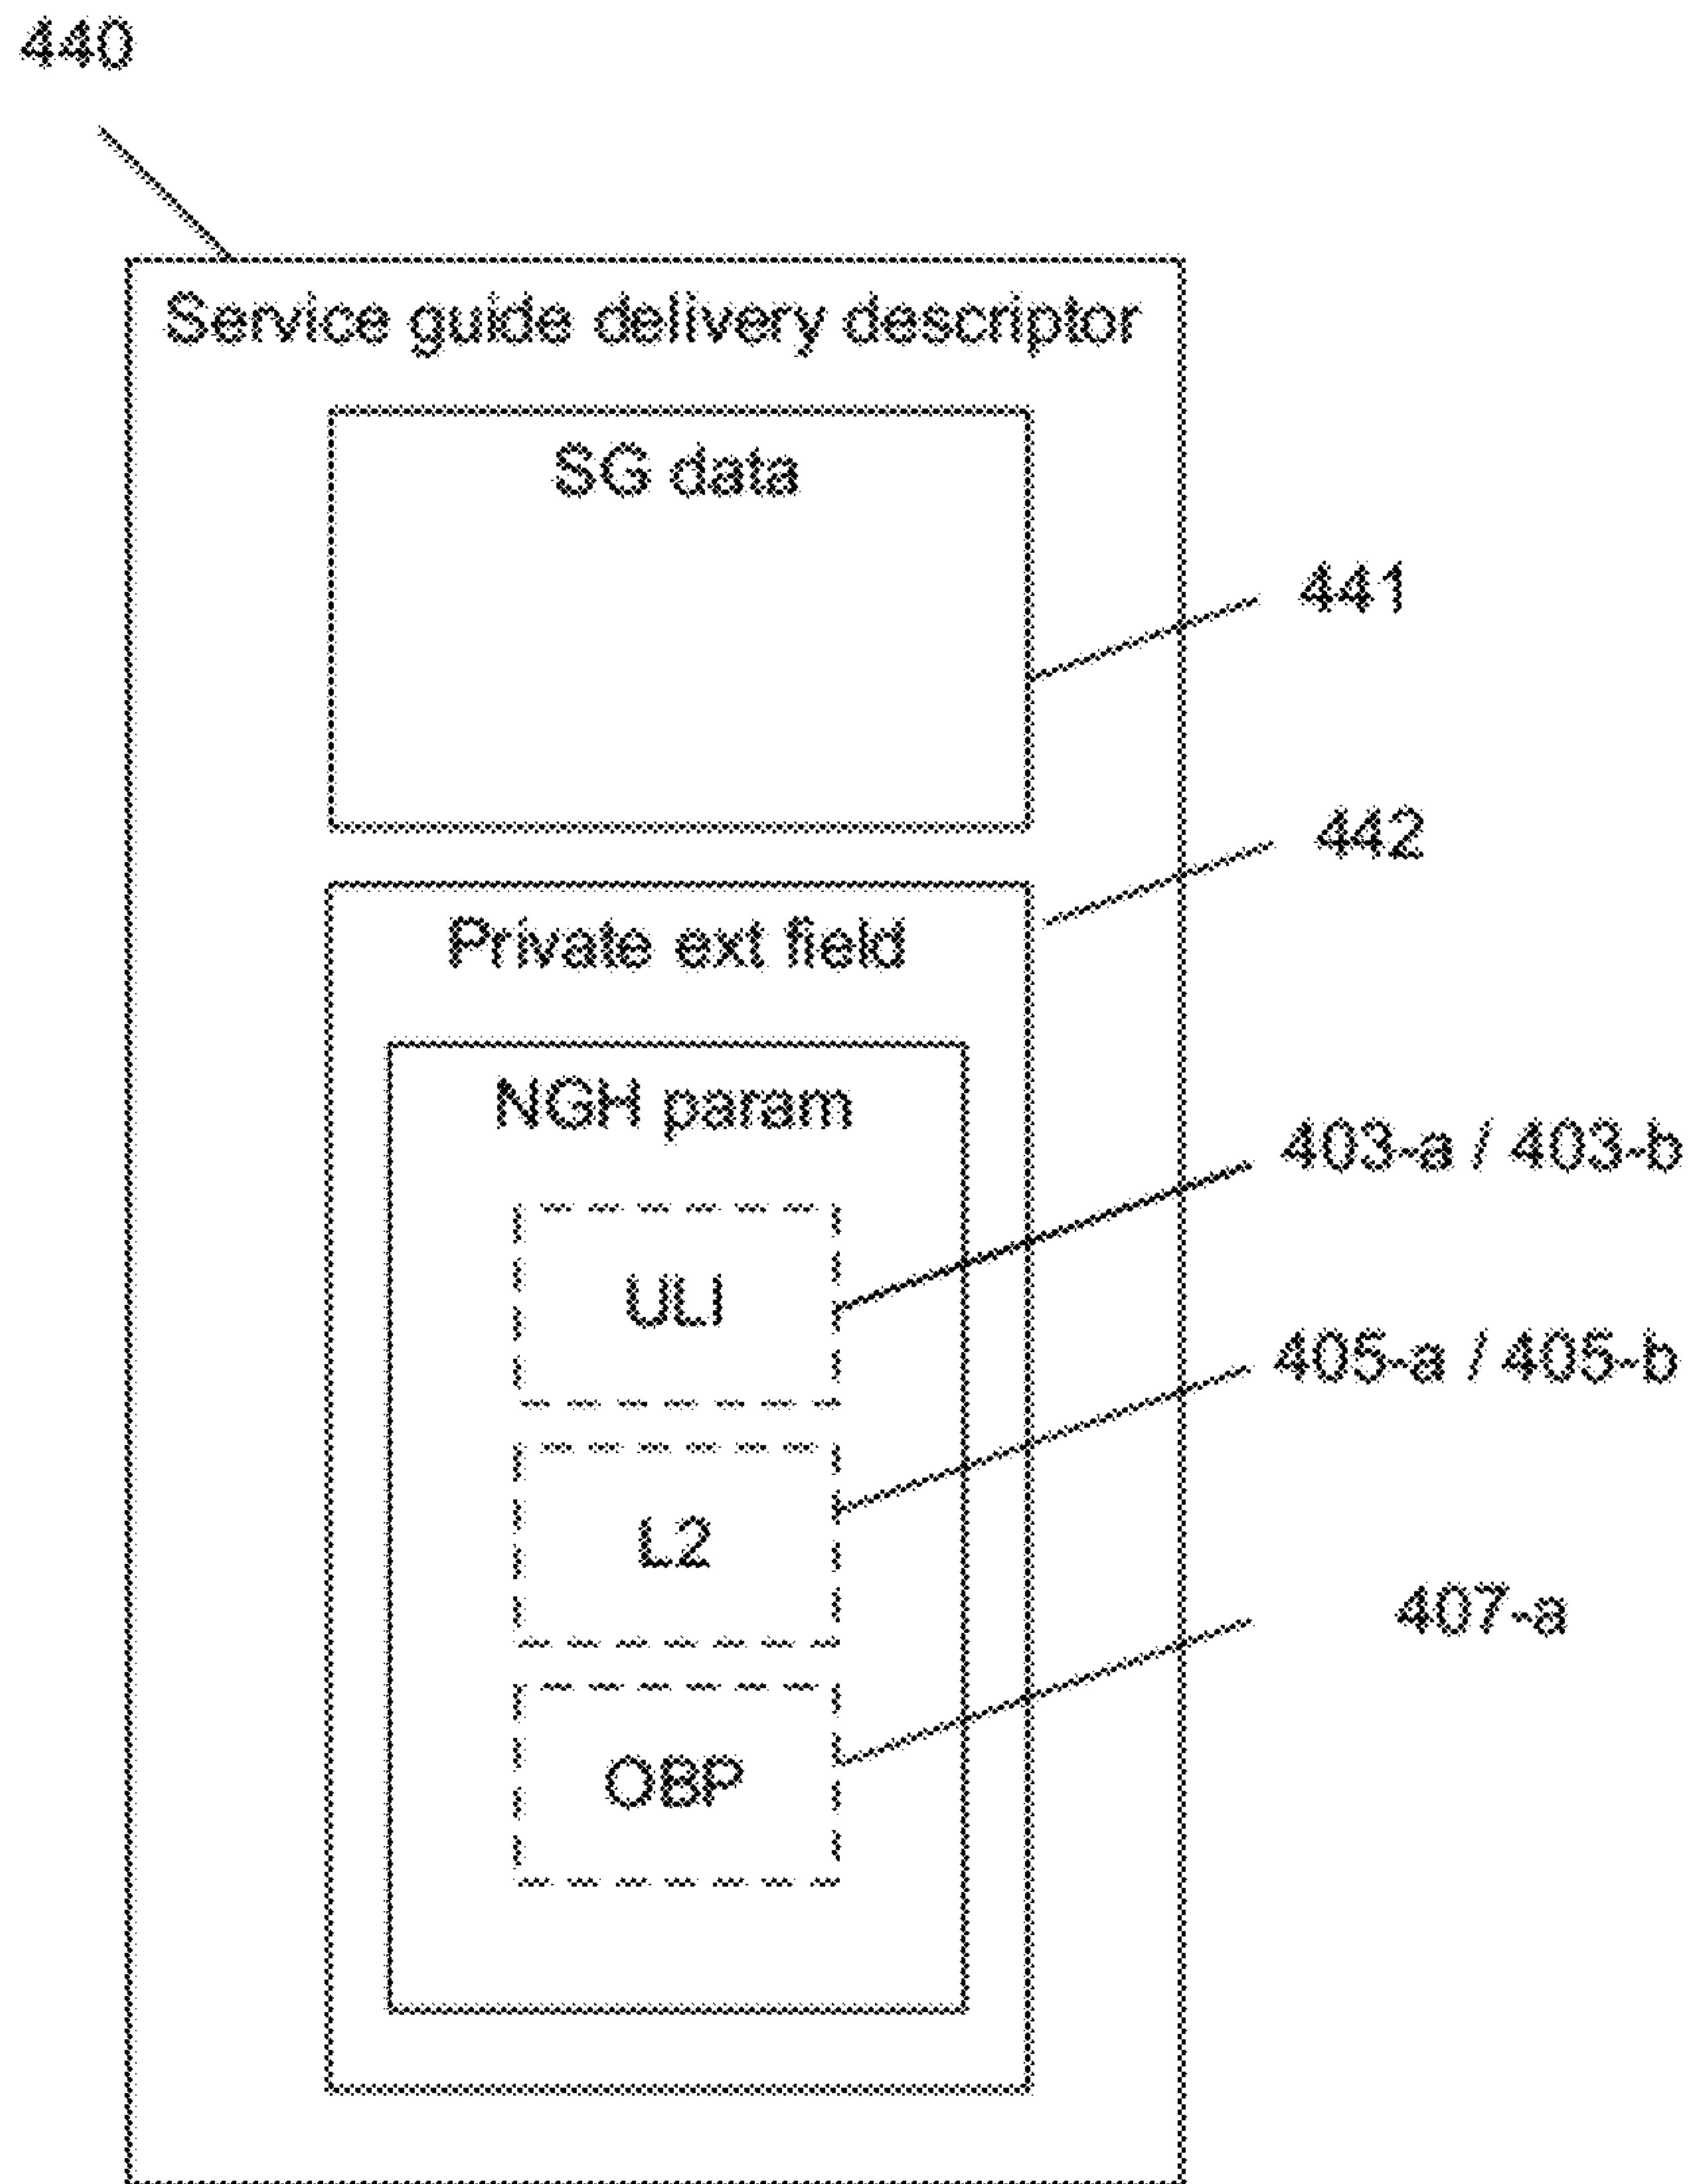 440
Service guide delivery descriptor
SG data
441
442
Private ext field
NGH param
403-a / 403-b
ULI
405-a / 405-b
L2
407-a
OBP